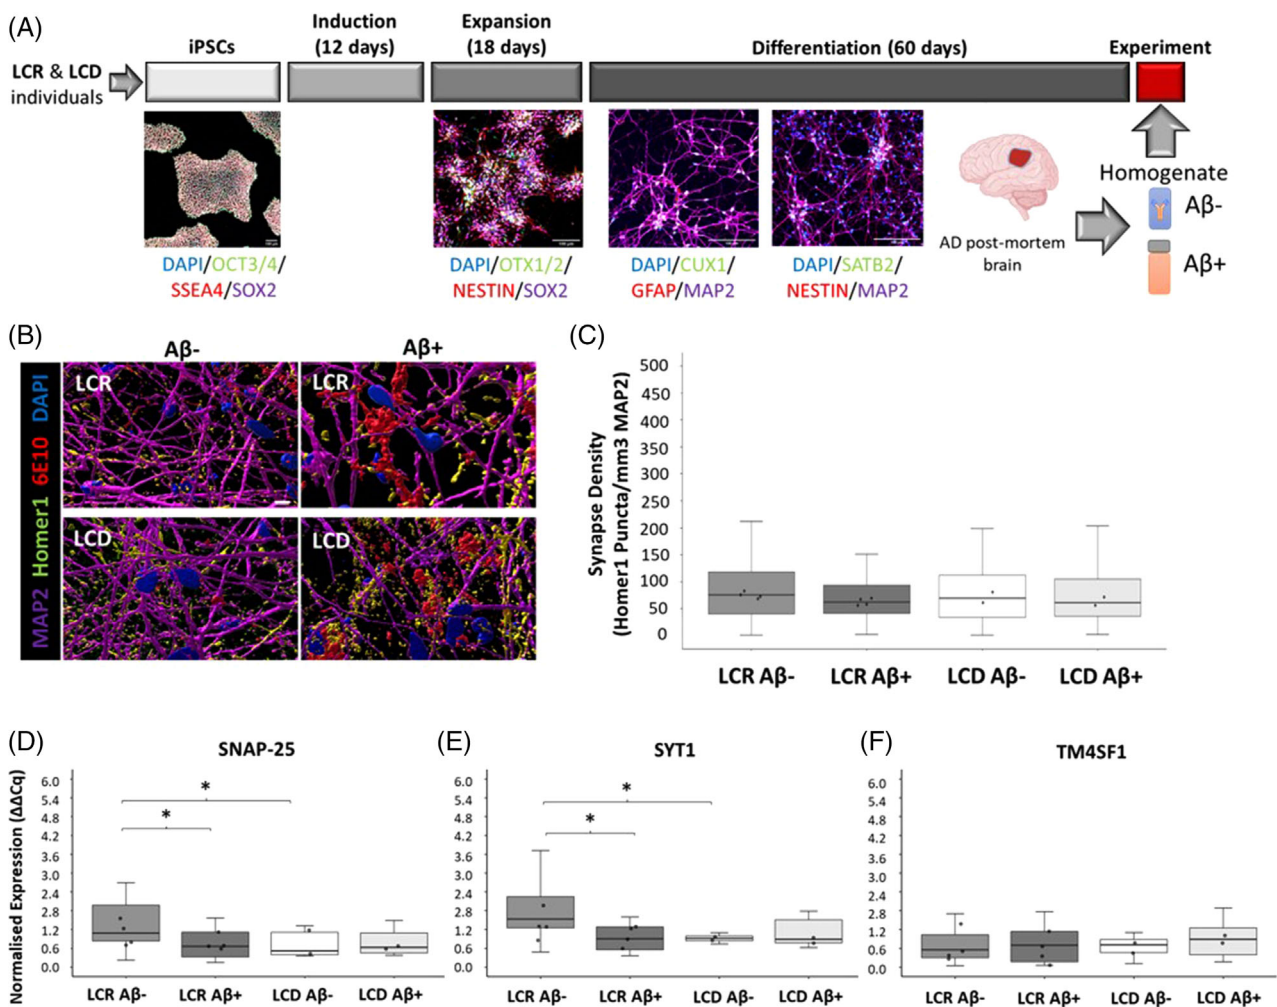 (A)
iPSCs
Induction
(12 days)
Expansion
(18 days)
Differentiation (60 days)
Experiment
LCR & LCD
individuals
DAPI/OCT3/4/
SSEA4/SOX2
DAPI/OTX1/2/
NESTIN/SOX2
DAPI/CUX1/
GFAP/MAP2
DAPI/SATB2/
NESTIN/MAP2
AD post-mortem
brain
Homogenate
Aβ-
Aβ+
(B)
Aβ-
Aβ+
MAP2 Homer1 6E10 DAPI
LCR
LCR
LCD
LCD
(C)
Synapse Density
(Homer1 Puncta/mm3 MAP2)
500
450
400
350
300
250
200
150
100
50
0
LCR Aβ-
LCR Aβ+
LCD Aβ-
LCD Aβ+
(D)
SNAP-25
Normalised Expression (ΔΔCq)
6.0
5.4
4.8
4.2
3.6
3.0
2.4
1.8
1.2
0.6
0.0
*
*
LCR Aβ-
LCR Aβ+
LCD Aβ-
LCD Aβ+
(E)
SYT1
6.0
5.4
4.8
4.2
3.6
3.0
2.4
1.8
1.2
0.6
0.0
*
*
LCR Aβ-
LCR Aβ+
LCD Aβ-
LCD Aβ+
(F)
TM4SF1
6.0
5.4
4.8
4.2
3.6
3.0
2.4
1.8
1.2
0.6
0.0
LCR Aβ-
LCR Aβ+
LCD Aβ-
LCD Aβ+